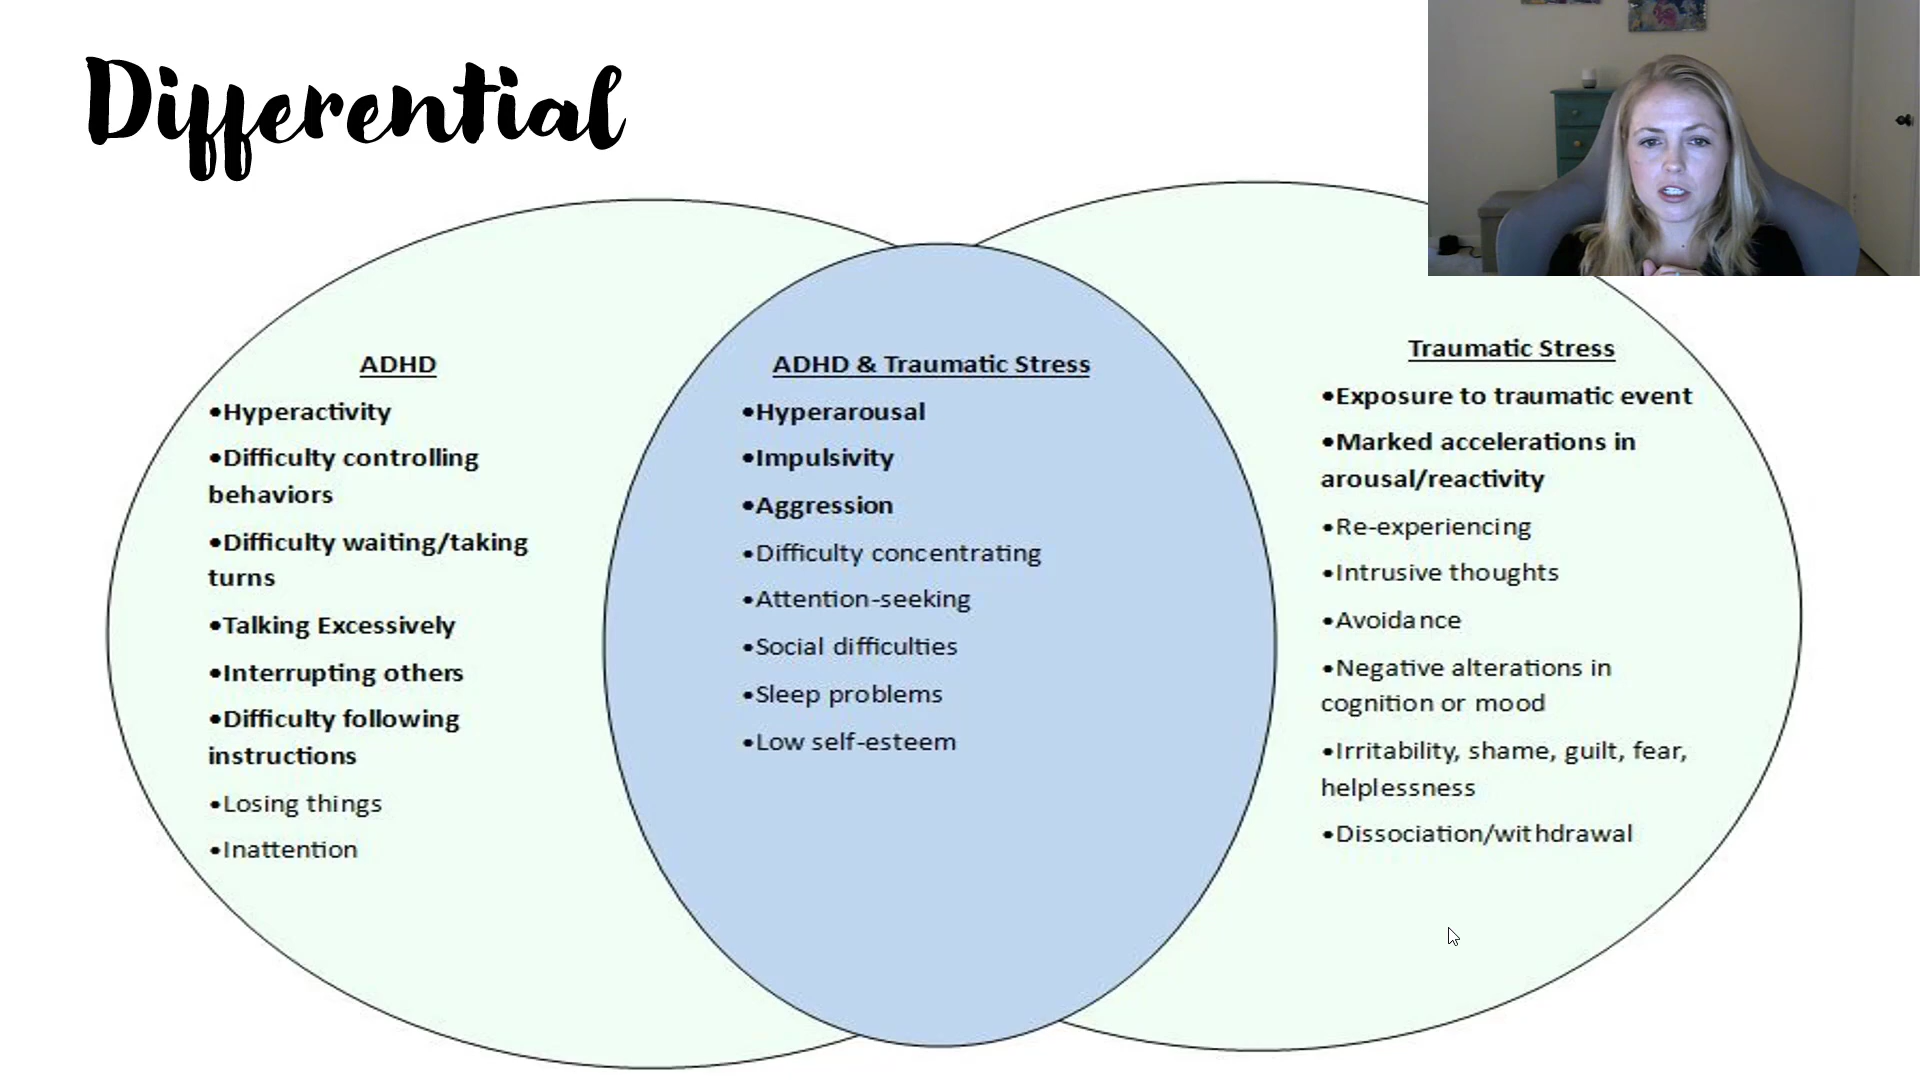 Differential
ADHD
•Hyperactivity
•Difficulty controlling
behaviors
•Difficulty waiting/taking
turns
•Talking Excessively
•Interrupting others
•Difficulty following
instructions
•Losing things
•Inattention
ADHD & Traumatic Stress
•Hyperarousal
•Impulsivity
•Aggression
•Difficulty concentrating
•Attention-seeking
•Social difficulties
•Sleep problems
•Low self-esteem
Traumatic Stress
•Exposure to traumatic event
•Marked accelerations in
arousal/reactivity
•Re-experiencing
•Intrusive thoughts
•Avoidance
•Negative alterations in
cognition or mood
•Irritability, shame, guilt, fear,
helplessness
•Dissociation/withdrawal